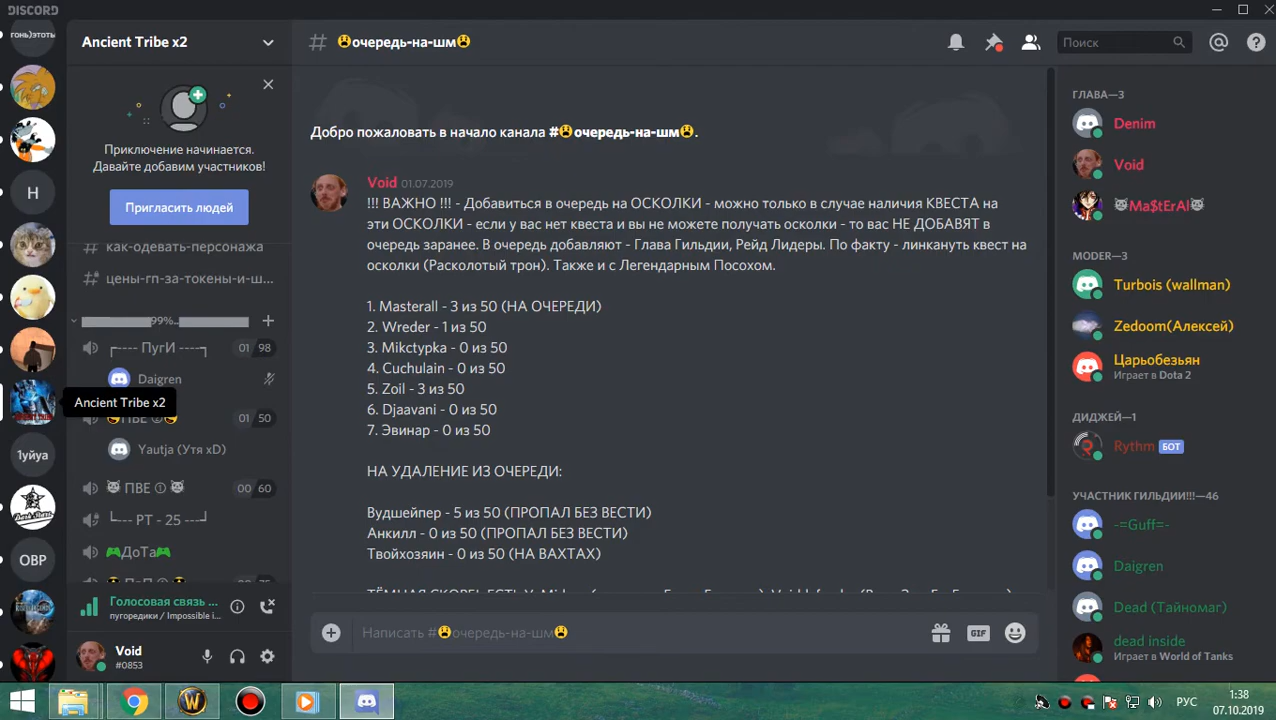 DISCORD
гонь)этоть
Н
1уйуа
ОВР
Ancient Tribe x2
Приключение начинается.
Давайте добавим участников!
Пригласить людей
как-одевать-персонажа
цены-гп-за-токены-и-ш...
99%..
┌--- ПугИ ----┐ 01 98
Daigren
Ancient Tribe x2
ПВЕ 01 50
Yautja (Утя xD)
😼 ПВЕ ① 😼 00 60
└--- РТ - 25 ---┘
🎮ДоТа🎮
Голосовая связь ...
пугоредики / Impossible i...
Void
#0853
# 😩очередь-на-шм😩
Поиск
Добро пожаловать в начало канала #😩очередь-на-шм😩.
Void 01.07.2019
!!! ВАЖНО !!! - Добавиться в очередь на ОСКОЛКИ - можно только в случае наличия КВЕСТА на
эти ОСКОЛКИ - если у вас нет квеста и вы не можете получать осколки - то вас НЕ ДОБАВЯТ в
очередь заранее. В очередь добавляют - Глава Гильдии, Рейд Лидеры. По факту - линкануть квест на
осколки (Расколотый трон). Также и с Легендарным Посохом.
1. Masterall - 3 из 50 (НА ОЧЕРЕДИ)
2. Wreder - 1 из 50
3. Mikctypka - 0 из 50
4. Cuchulain - 0 из 50
5. Zoil - 3 из 50
6. Djaavani - 0 из 50
7. Эвинар - 0 из 50
НА УДАЛЕНИЕ ИЗ ОЧЕРЕДИ:
Вудшейпер - 5 из 50 (ПРОПАЛ БЕЗ ВЕСТИ)
Анкилл - 0 из 50 (ПРОПАЛ БЕЗ ВЕСТИ)
Твойхозяин - 0 из 50 (НА ВАХТАХ)
Написать #😩очередь-на-шм😩
GIF
ГЛАВА—3
Denim
Void
😼Ma$tErAl😼
MODER—3
Turbois (wallman)
Zedoom(Алексей)
Царьобезьян
Играет в Dota 2
ДИДЖЕЙ—1
Rythm БОТ
УЧАСТНИК ГИЛЬДИИ!!!—46
-=Guff=-
Daigren
Dead (Тайномаг)
dead inside
Играет в World of Tanks
РУС
1:38
07.10.2019